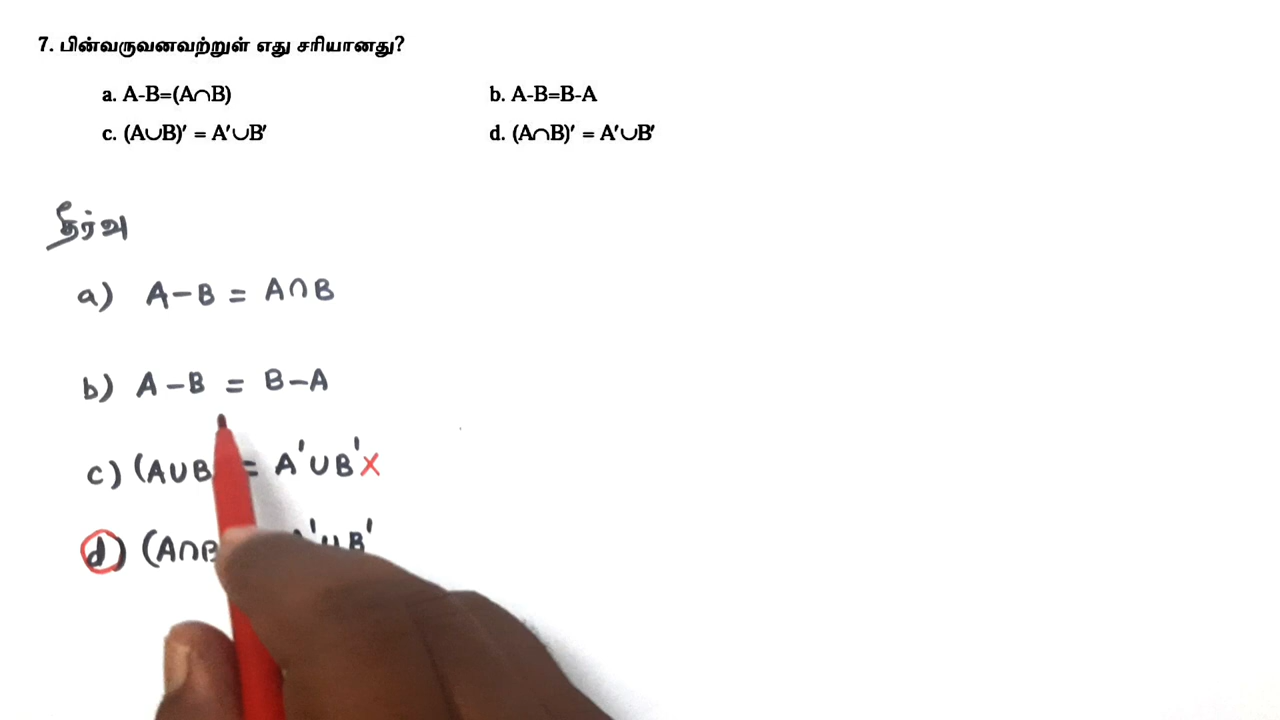 7. பின்வருவனவற்றுள் எது சரியானது?
a. A-B=(A∩B) b. A-B=B-A
c. (A∪B)′ = A′∪B′ d. (A∩B)′ = A′∪B′
தீர்வு
a) A-B = A∩B
b) A-B = B-A
c) (A∪B = A'∪B' X
d) (A∩B A'∪B'